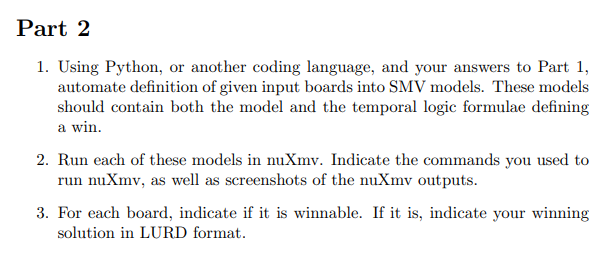 Part 2
1. Using Python, or another coding language, and your answers to Part 1,
automate definition of given input boards into SMV models. These models
should contain both the model and the temporal logic formulae defining
a win.
2. Run each of these models in nuXmv. Indicate the commands you used to
run nuXmv, as well as screenshots of the nuXmv outputs.
3. For each board, indicate if it is winnable. If it is, indicate your winning
solution in LURD format.